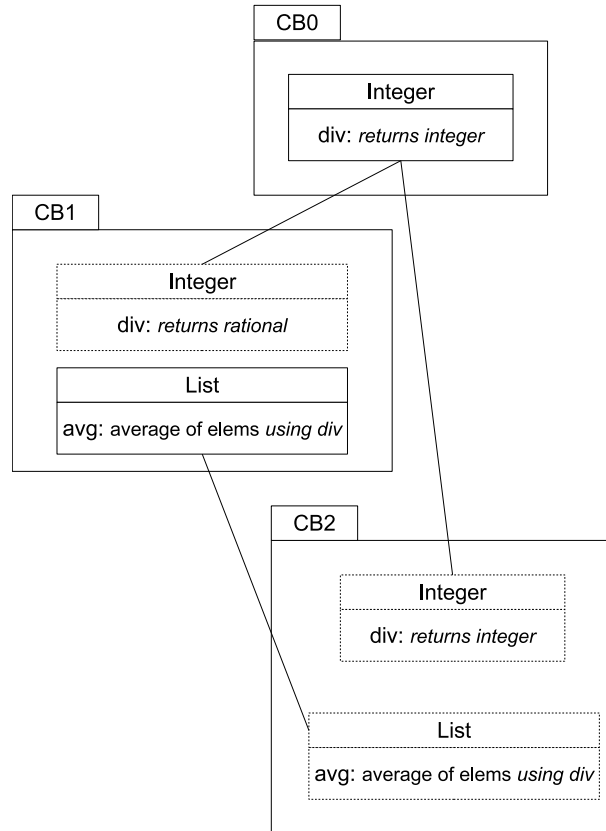 CB0
Integer
div: returns integer
CB1
Integer
div: returns rational
List
avg: average of elems using div
CB2
Integer
div: returns integer
List
avg: average of elems using div